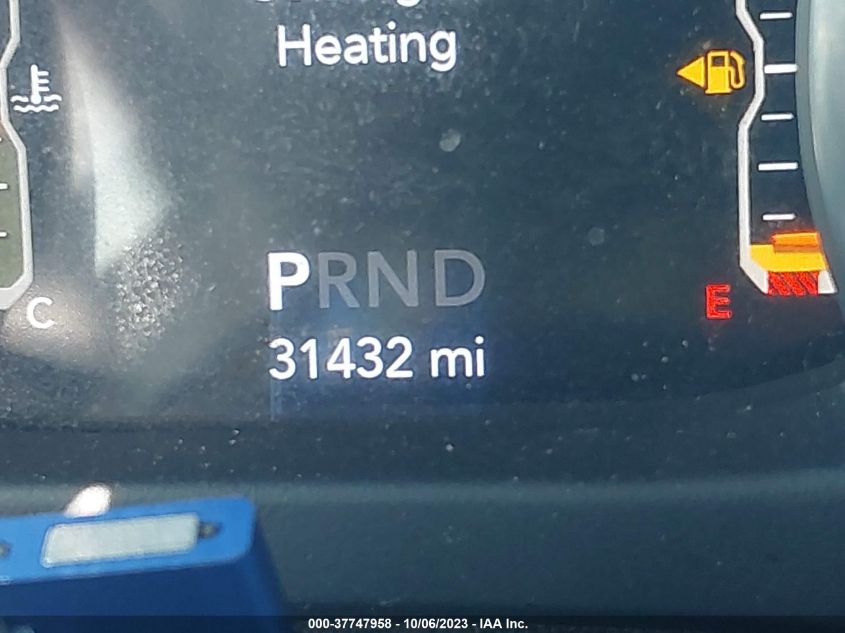 Heating
C
PRND
E
31432 mi
000-37747958 - 10/06/2023 - IAA Inc.